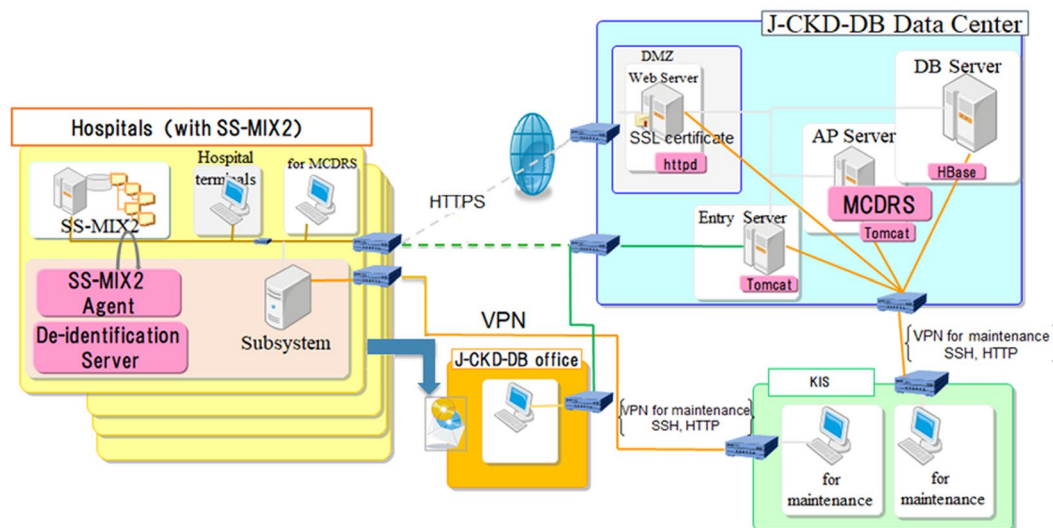 J-CKD-DB Data Center
DMZ
Web Server
SSL certificate
httpd
DB Server
HBase
AP Server
MCDRS
Tomcat
Entry Server
Tomcat
Hospitals (with SS-MIX2)
SS-MIX2
Hospital
terminals
for MCDRS
HTTPS
SS-MIX2
Agent
De-identification
Server
Subsystem
VPN
J-CKD-DB office
VPN for maintenance
SSH, HTTP
VPN for maintenance
SSH, HTTP
KIS
for
maintenance
for
maintenance